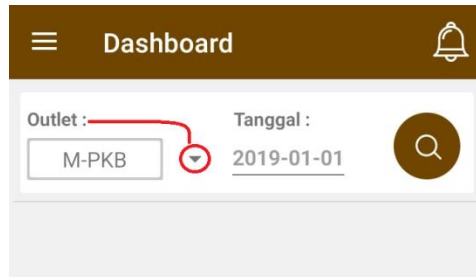 Dashboard
Outlet :
Tanggal :
M-PKB
2019-01-01